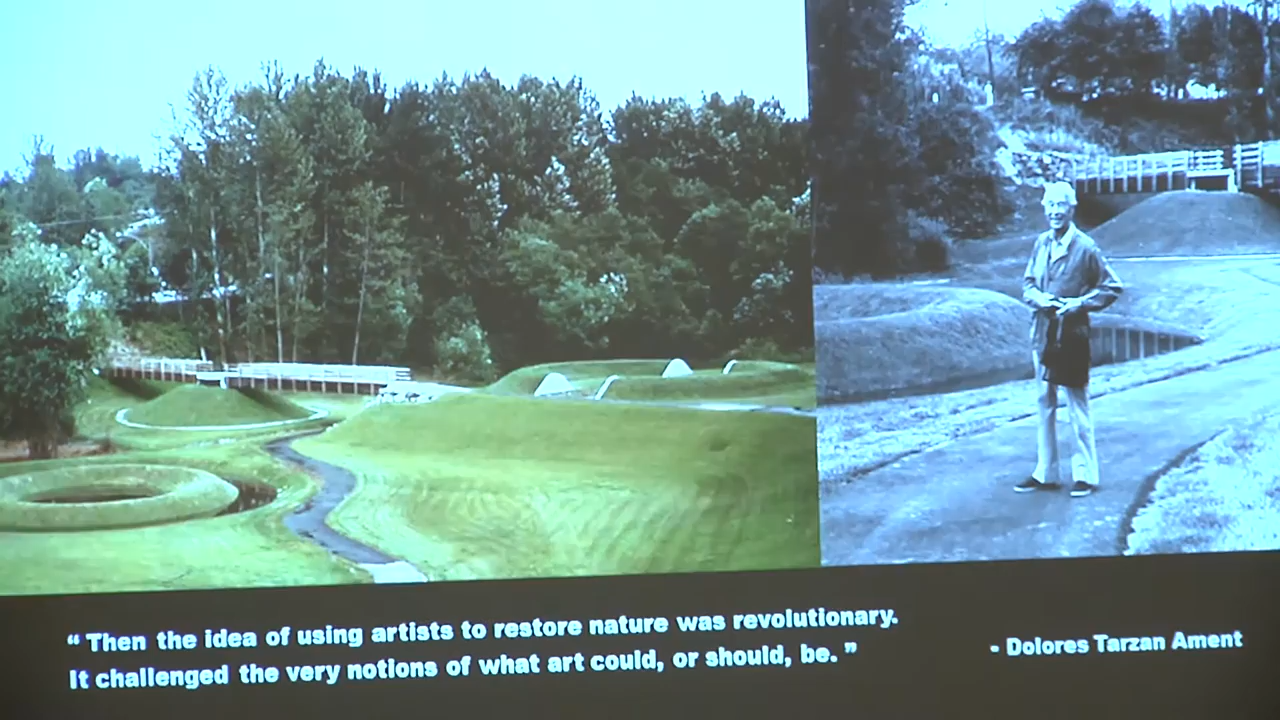 “ Then the idea of using artists to restore nature was revolutionary.
It challenged the very notions of what art could, or should, be. ”
- Dolores Tarzan Ament